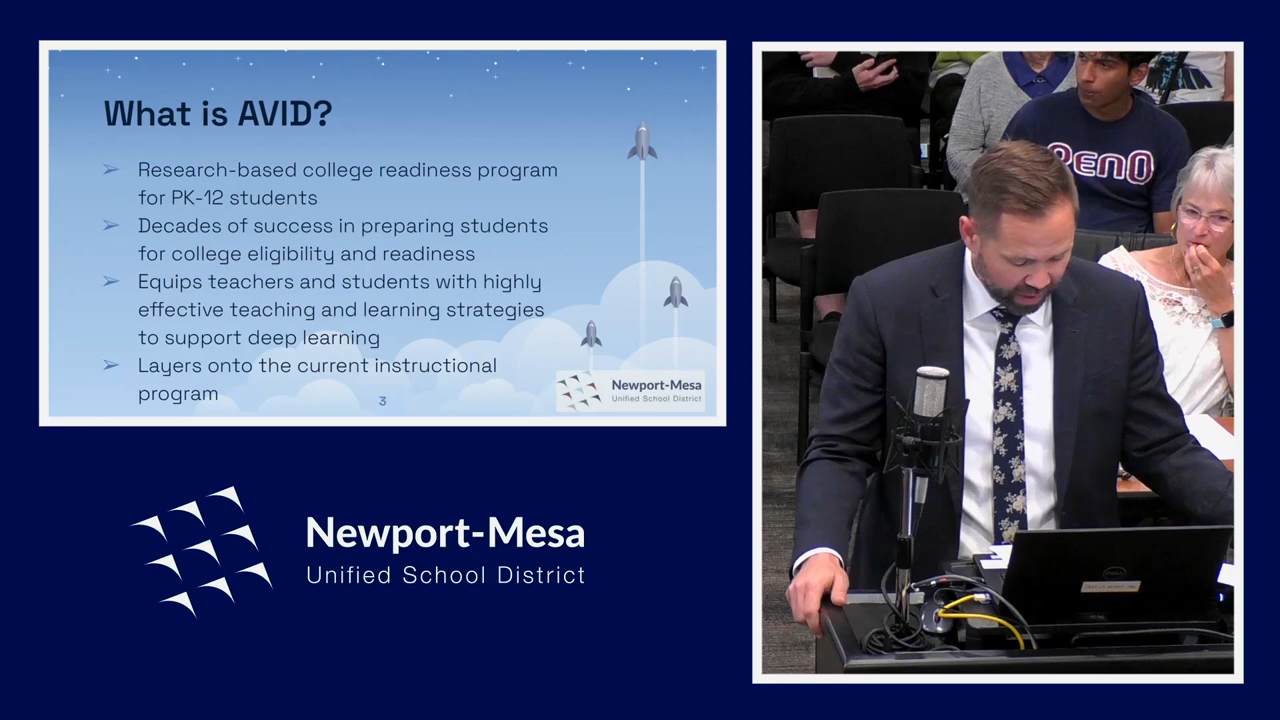 What is AVID?
➢ Research-based college readiness program
for PK-12 students
➢ Decades of success in preparing students
for college eligibility and readiness
➢ Equips teachers and students with highly
effective teaching and learning strategies
to support deep learning
➢ Layers onto the current instructional
program
3
Newport-Mesa
Unified School District
Newport-Mesa
Unified School District
RENO
DELL